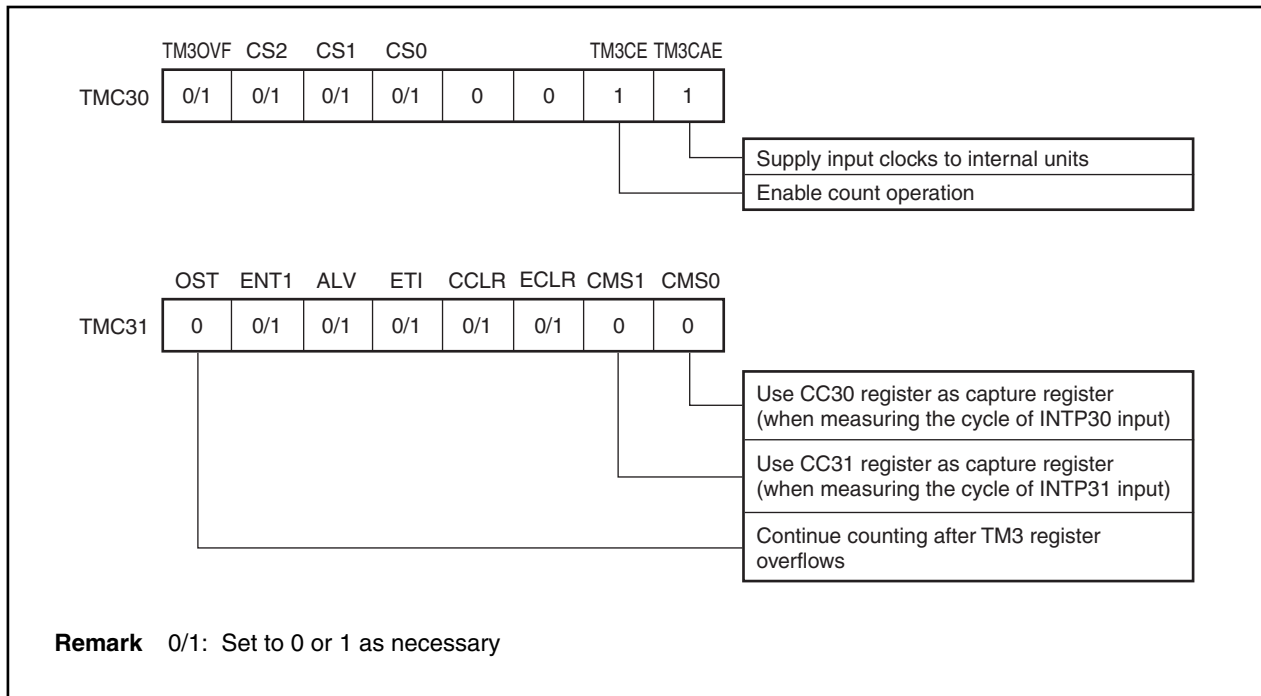 TM3OVF CS2 CS1 CS0 TM3CE TM3CAE
TMC30 0/1 0/1 0/1 0/1 0 0 1 1
Supply input clocks to internal units
Enable count operation
OST ENT1 ALV ETI CCLR ECLR CMS1 CMS0
TMC31 0 0/1 0/1 0/1 0/1 0/1 0 0
Use CC30 register as capture register
(when measuring the cycle of INTP30 input)
Use CC31 register as capture register
(when measuring the cycle of INTP31 input)
Continue counting after TM3 register
overflows
Remark 0/1: Set to 0 or 1 as necessary